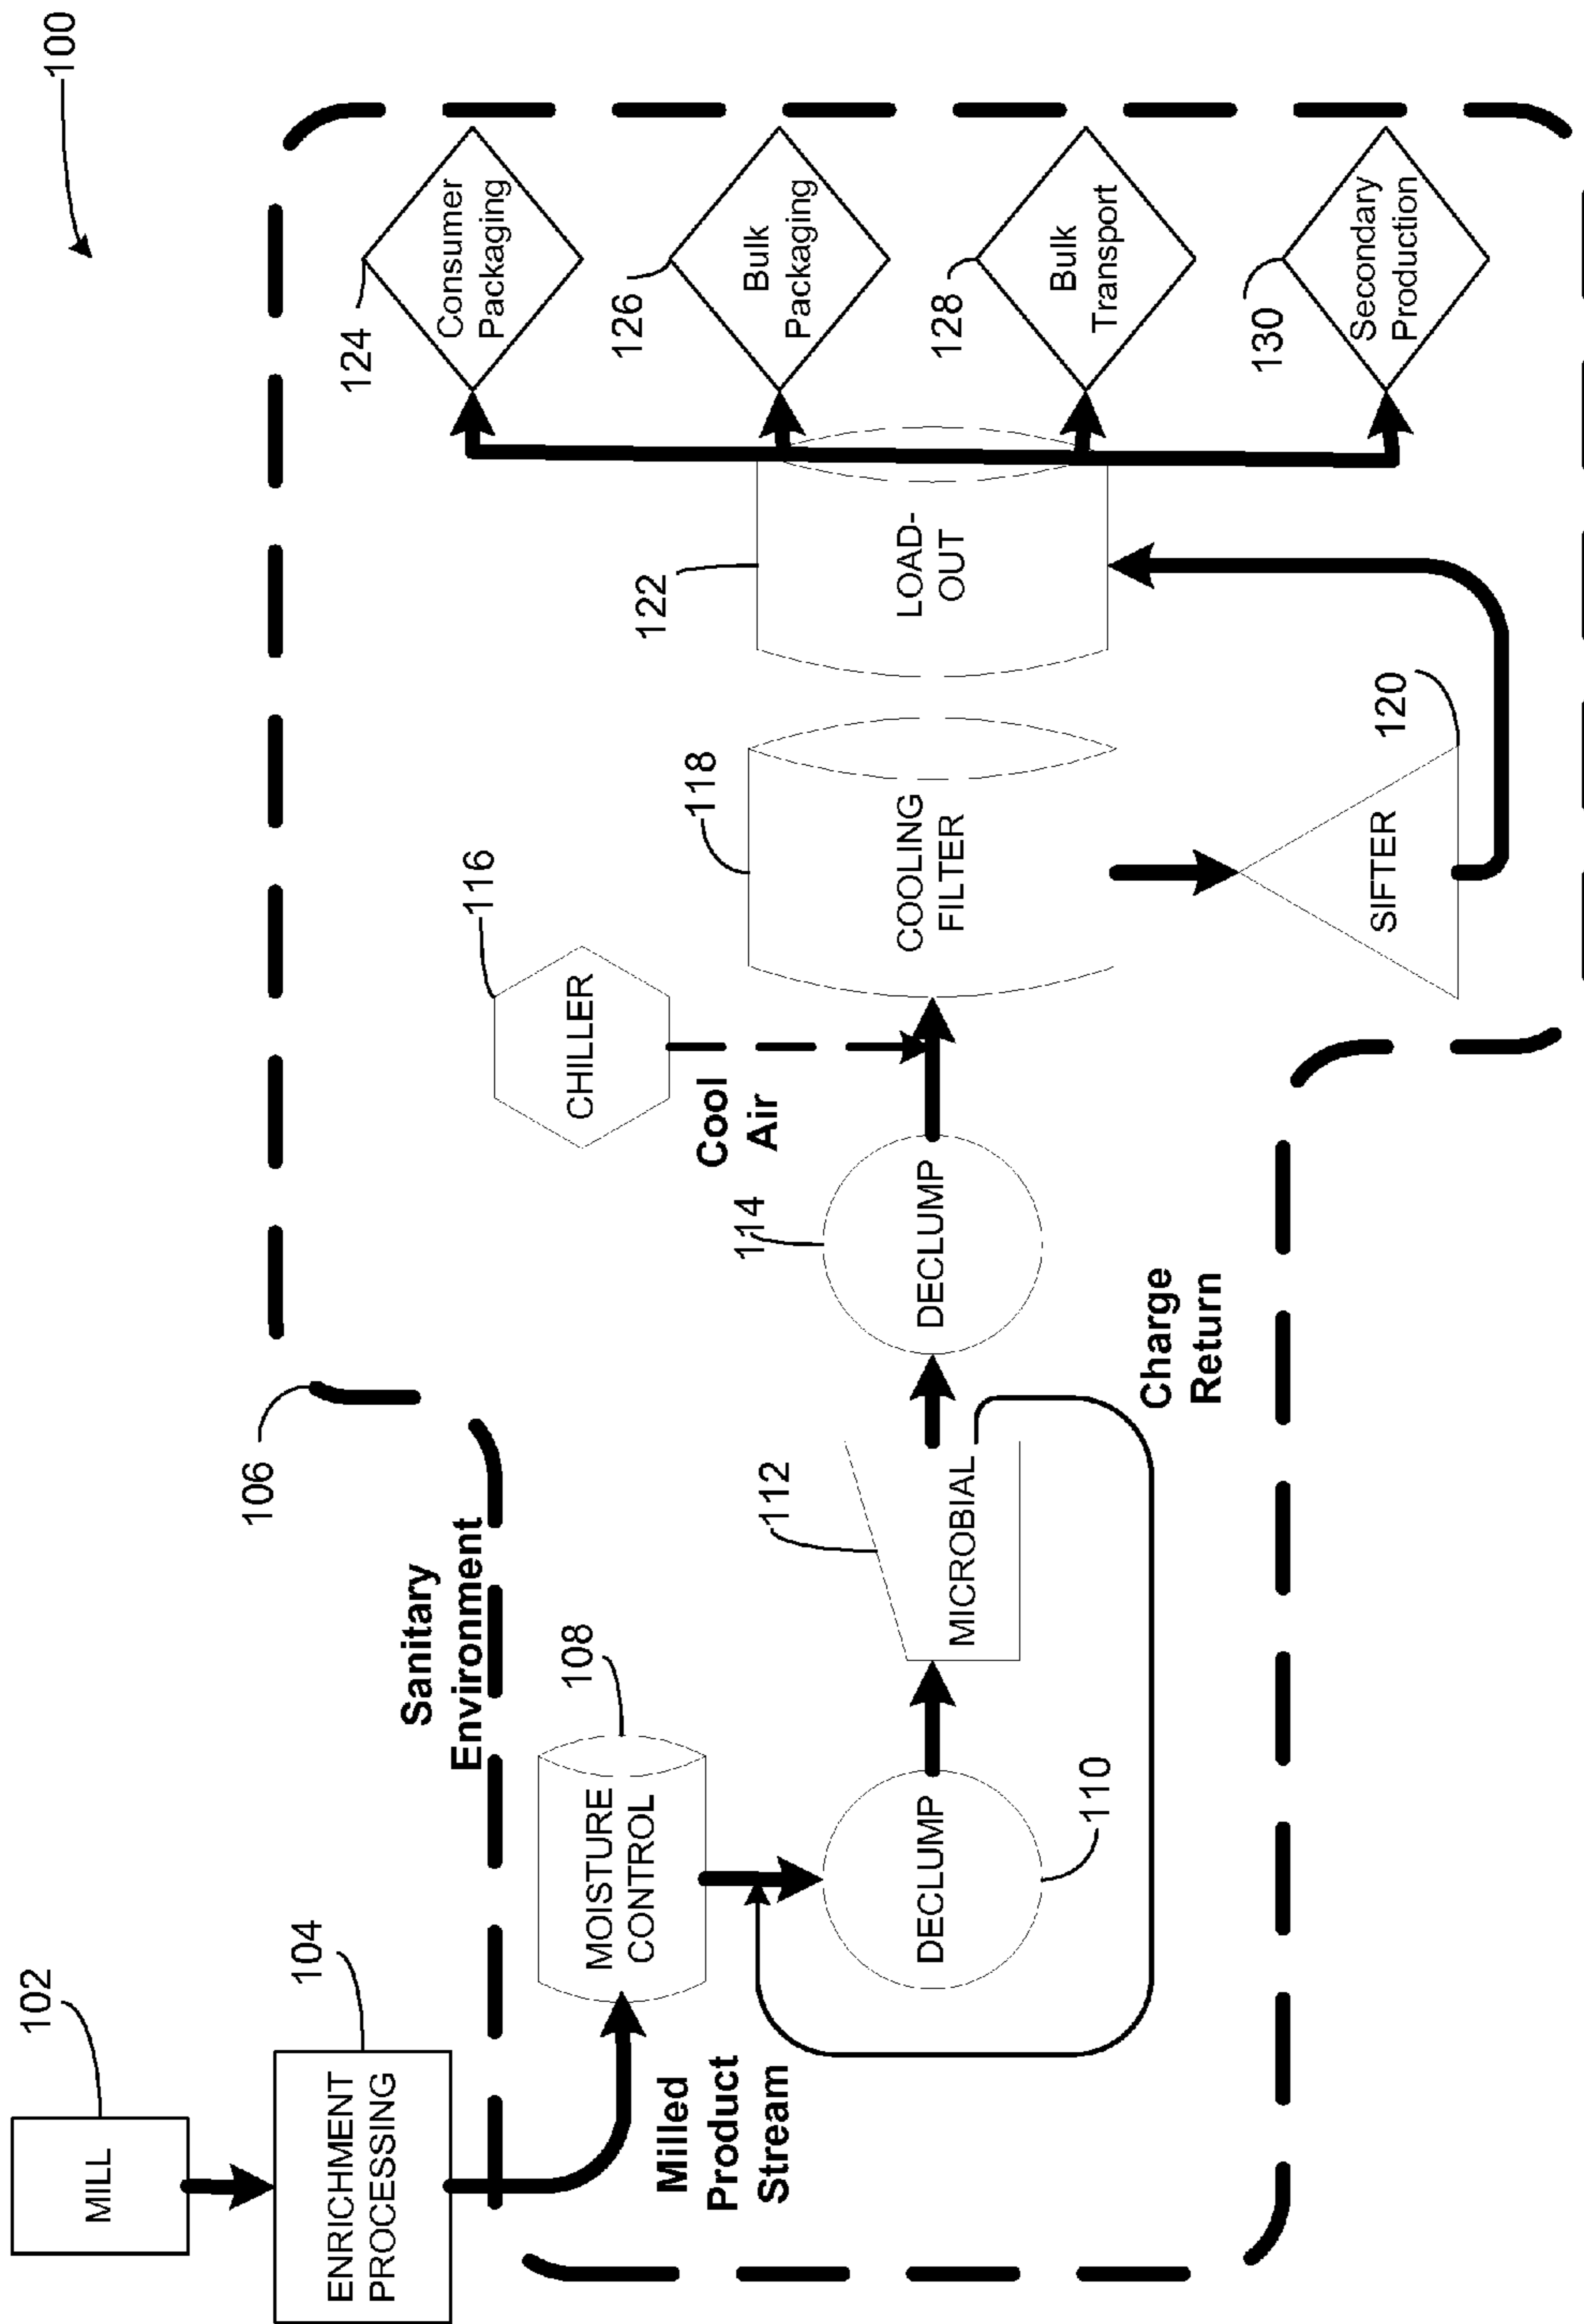 100
102
MILL
104
ENRICHMENT
PROCESSING
106
Sanitary
Environment
Milled
Product
Stream
108
MOISTURE
CONTROL
DECLUMP
110
112
MICROBIAL
Charge
Return
114
DECLUMP
116
CHILLER
Cool
Air
118
COOLING
FILTER
SIFTER
120
122
LOAD-
OUT
124
Consumer
Packaging
126
Bulk
Packaging
128
Bulk
Transport
130
Secondary
Production